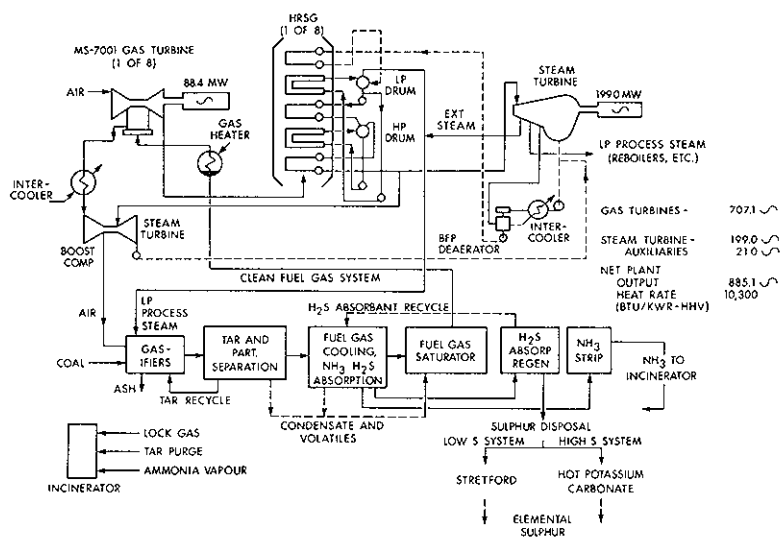 HRSG
(1 OF 8)
MS-7001 GAS TURBINE
(1 OF 8)
AIR
88.4 MW
GAS
HEATER
LP
DRUM
HP
DRUM
EXT
STEAM
STEAM
TURBINE
199.0 MW
LP PROCESS STEAM
(REBOILERS, ETC.)
INTER-
COOLER
STEAM
TURBINE
BOOST
COMP
BFP
DEAERATOR
INTER-
COOLER
GAS TURBINES - 707.1
STEAM TURBINE - 199.0
AUXILIARIES 21.0
NET PLANT
OUTPUT 885.1
HEAT RATE 10,300
(BTU/KWR-HHV)
CLEAN FUEL GAS SYSTEM
AIR
LP
PROCESS
STEAM
H2S ABSORBANT RECYCLE
COAL
GAS-
IFIERS
TAR AND
PART.
SEPARATION
FUEL GAS
COOLING,
NH3 H2S
ABSORPTION
FUEL GAS
SATURATOR
H2S
ABSORP
REGEN
NH3
STRIP
NH3 TO
INCINERATOR
ASH
TAR RECYCLE
CONDENSATE AND
VOLATILES
SULPHUR DISPOSAL
LOW S SYSTEM
HIGH S SYSTEM
LOCK GAS
TAR PURGE
AMMONIA VAPOUR
INCINERATOR
STRETFORD
HOT POTASSIUM
CARBONATE
ELEMENTAL
SULPHUR